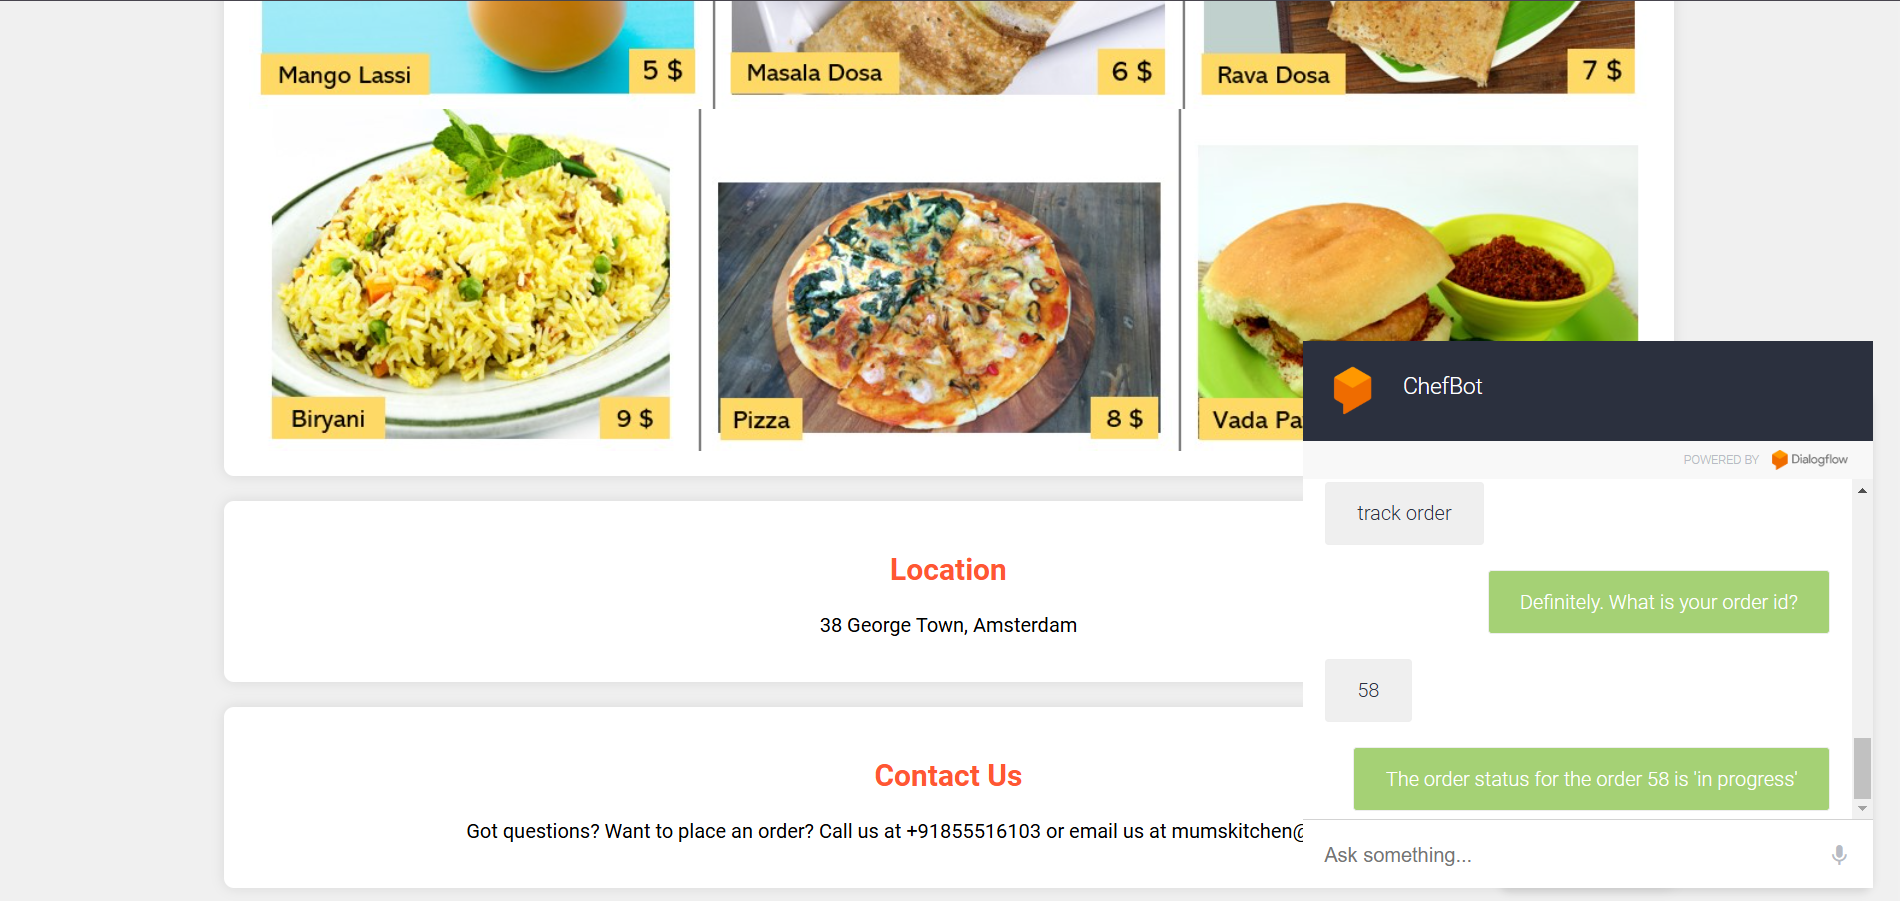 Mango Lassi
5 $
Masala Dosa
6 $
Rava Dosa
7 $
Biryani
9 $
Pizza
8 $
Vada Pa
Location
38 George Town, Amsterdam
Contact Us
Got questions? Want to place an order? Call us at +91855516103 or email us at mumskitchen@
ChefBot
POWERED BY Dialogflow
track order
Definitely. What is your order id?
58
The order status for the order 58 is 'in progress'
Ask something...